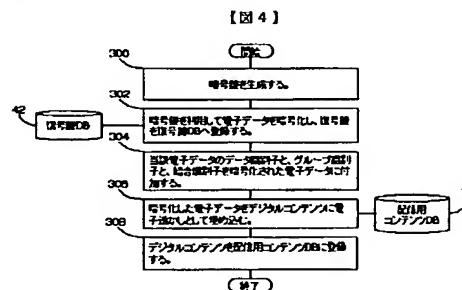 【図4】
開始
300
暗号鍵を生成する。
302
暗号鍵を利用して電子データを暗号化し、復号鍵
を復号鍵DBへ登録する。
42
復号鍵DB
304
当該電子データのデータ識別子と、グループ識別
子と、結合識別子を暗号化された電子データに付
加する。
306
暗号化した電子データをデジタルコンテンツに電
子透かしとして埋め込む。
配信用
コンテンツDB
308
デジタルコンテンツを配信用コンテンツDBに登録
する。
終了